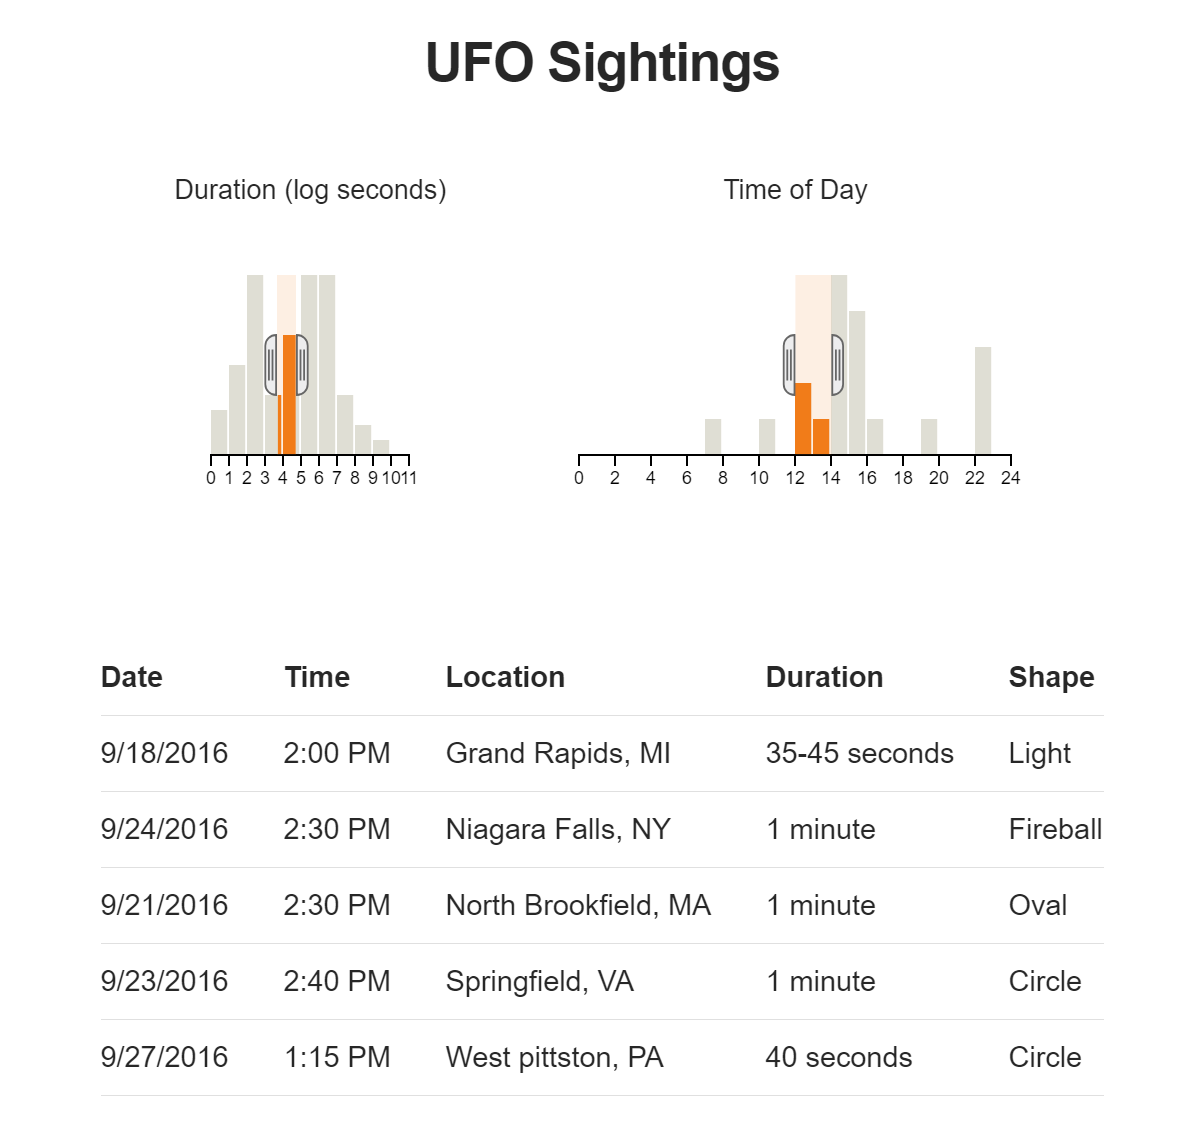 UFO Sightings
Duration (log seconds) Time of Day
0 1 2 3 4 5 6 7 8 9 10 11 0 2 4 6 8 10 12 14 16 18 20 22 24
Date Time Location Duration Shape
9/18/2016 2:00 PM Grand Rapids, MI 35-45 seconds Light
9/24/2016 2:30 PM Niagara Falls, NY 1 minute Fireball
9/21/2016 2:30 PM North Brookfield, MA 1 minute Oval
9/23/2016 2:40 PM Springfield, VA 1 minute Circle
9/27/2016 1:15 PM West pittston, PA 40 seconds Circle